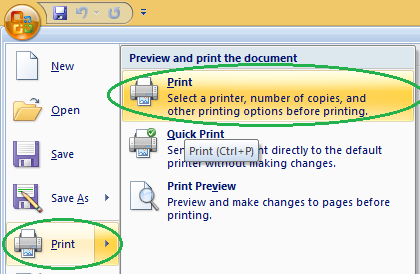 Preview and print the document
New
Open
Save
Save As
Print
Print
Select a printer, number of copies, and
other printing options before printing.
Quick Print
Sen nt directly to the default
printer without making changes.
Print (Ctrl+P)
Print Preview
Preview and make changes to pages before
printing.